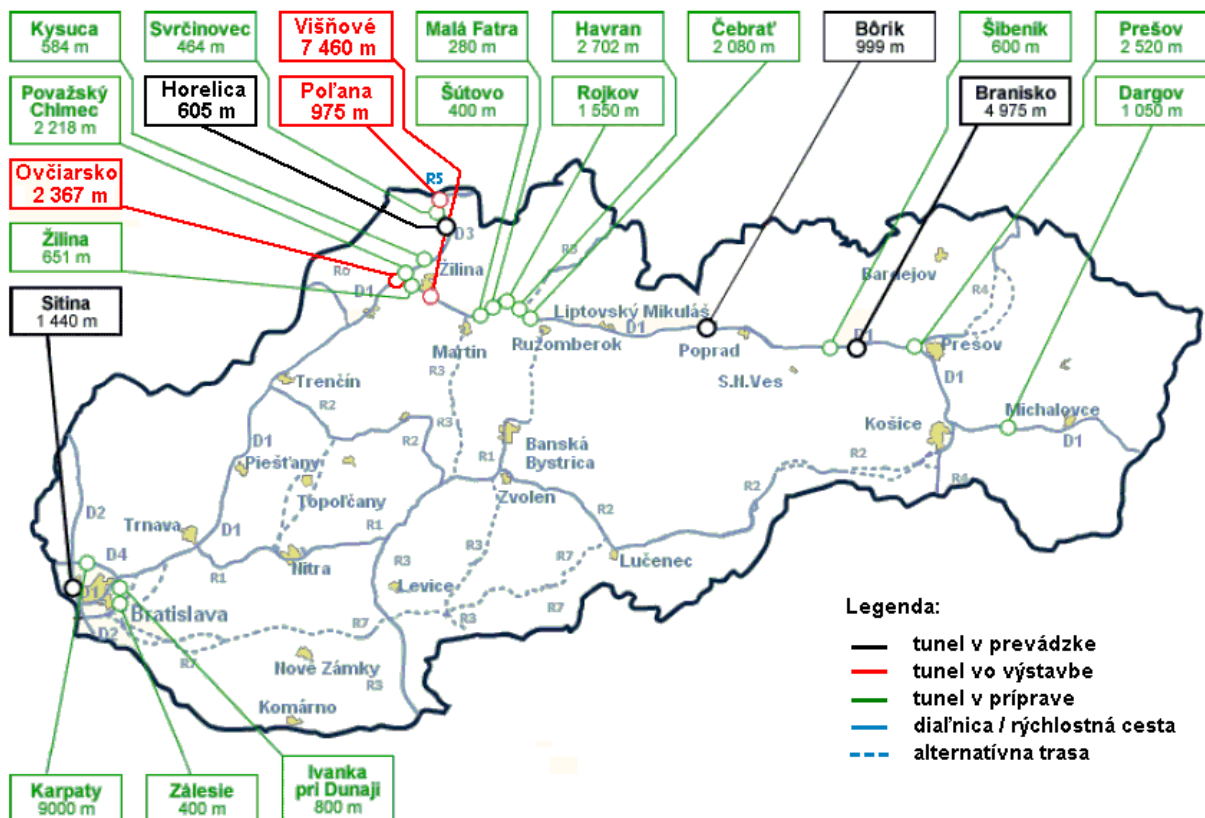 Kysuca
584 m
Svrčinovec
464 m
Višňové
7 460 m
Malá Fatra
280 m
Havran
2 702 m
Čebrať
2 080 m
Bôrik
999 m
Šibeník
600 m
Prešov
2 520 m
Považský
Chlmec
2 218 m
Horelica
605 m
Poľana
975 m
Šútovo
400 m
Rojkov
1 550 m
Branisko
4 975 m
Dargov
1 050 m
Ovčiarsko
2 367 m
Žilina
651 m
Sitina
1 440 m
R5
D3
R3
Bardejov
R4
Žilina
D1
Liptovský Mikuláš
D1
D1
Martin
Ružomberok
Poprad
Prešov
R3
S.N.Ves
D1
Trenčín
R2
R3
Michalovce
D1
Košice
D1
R2
Banská
Bystrica
R1
R2
Piešťany
R4
Topoľčany
Zvolen
R2
D2
Trnava
D1
R1
R2
D4
R1
Nitra
R3
R3
R7
Lučenec
D1
Levice
Bratislava
R7
R3
R7
D2
R7
Nové Zámky
R3
Komárno
Legenda:
tunel v prevádzke
tunel vo výstavbe
tunel v príprave
diaľnica / rýchlostná cesta
alternatívna trasa
Karpaty
9000 m
Zálesie
400 m
Ivanka
pri Dunaji
800 m